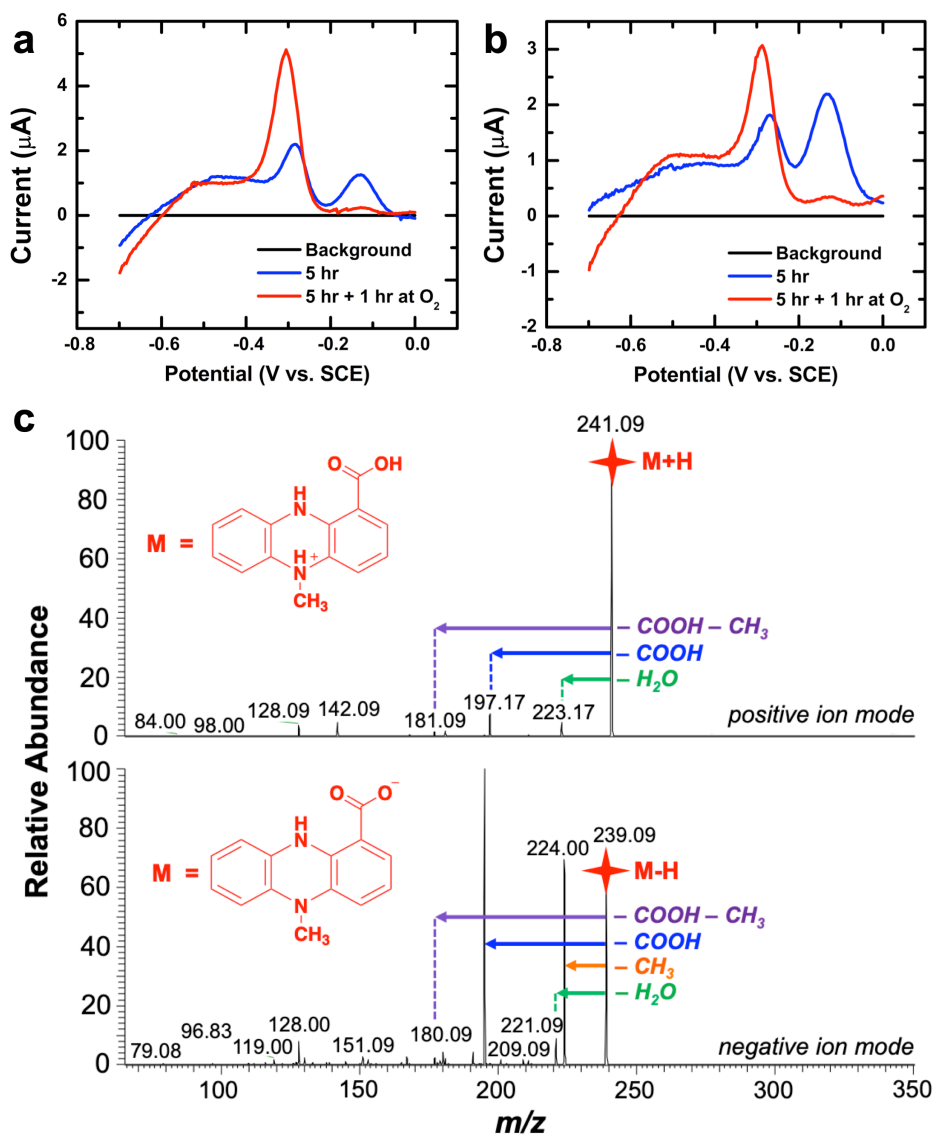 a
6
4
2
0
-2
Current (μA)
Background
5 hr
5 hr + 1 hr at O2
-0.8 -0.6 -0.4 -0.2 0.0
Potential (V vs. SCE)
b
3
2
1
0
-1
-2
Current (μA)
Background
5 hr
5 hr + 1 hr at O2
-0.8 -0.6 -0.4 -0.2 0.0
Potential (V vs. SCE)
c
Relative Abundance
100
80
60
40
20
0
241.09
M+H
M =
O OH
H
N
H +
N
CH3
– COOH – CH3
– COOH
– H2O
84.00 98.00 128.09 142.09 181.09 197.17 223.17
positive ion mode
100
80
60
40
20
0
M =
O O–
H
N
N
CH3
224.00 239.09
M-H
– COOH – CH3
– COOH
– CH3
– H2O
79.08 96.83 119.00 128.00 151.09 180.09 209.09 221.09
negative ion mode
100 150 200 250 300 350
m/z